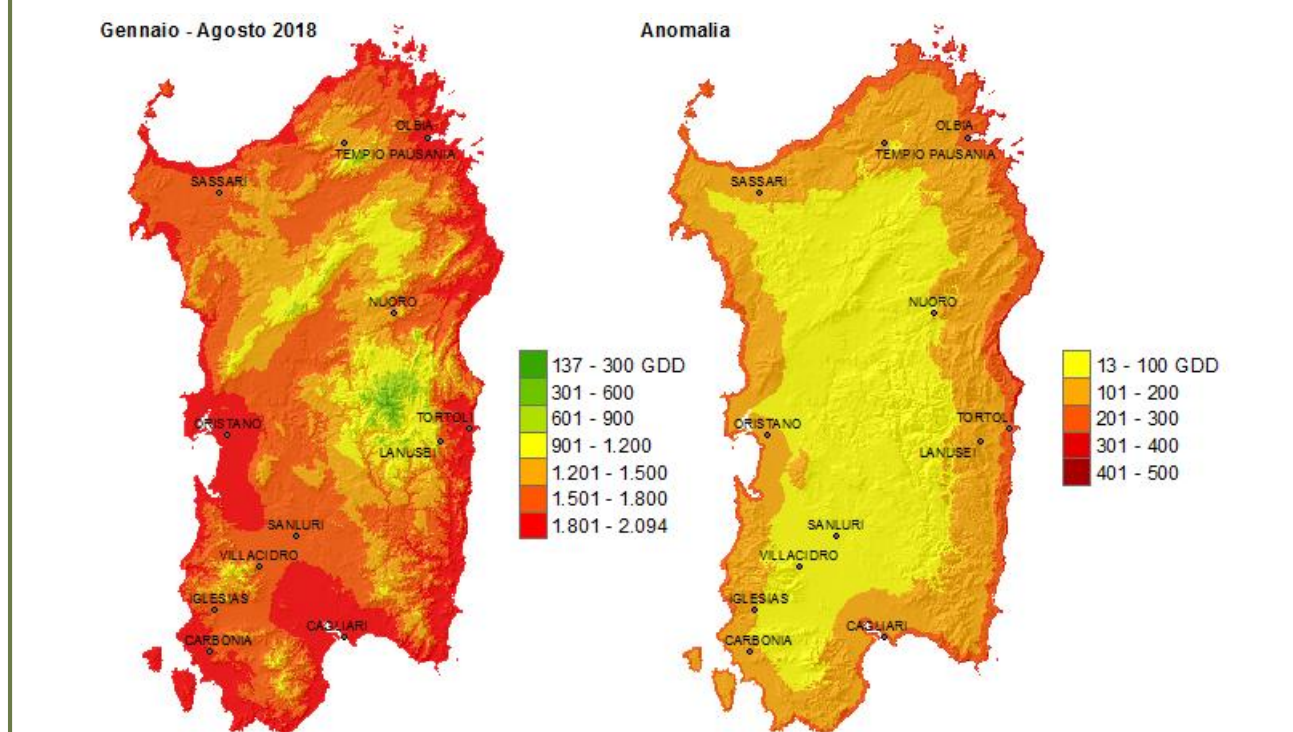 Gennaio - Agosto 2018
OLBIA
TEMPIO PAUSANIA
SASSARI
NUORO
ORISTANO
TORTOLI
LANUSEI
SANLURI
VILLACIDRO
IGLESIAS
CAGLIARI
CARBONIA
137 - 300 GDD
301 - 600
601 - 900
901 - 1.200
1.201 - 1.500
1.501 - 1.800
1.801 - 2.094
Anomalia
OLBIA
TEMPIO PAUSANIA
SASSARI
NUORO
ORISTANO
TORTOLI
LANUSEI
SANLURI
VILLACIDRO
IGLESIAS
CAGLIARI
CARBONIA
13 - 100 GDD
101 - 200
201 - 300
301 - 400
401 - 500